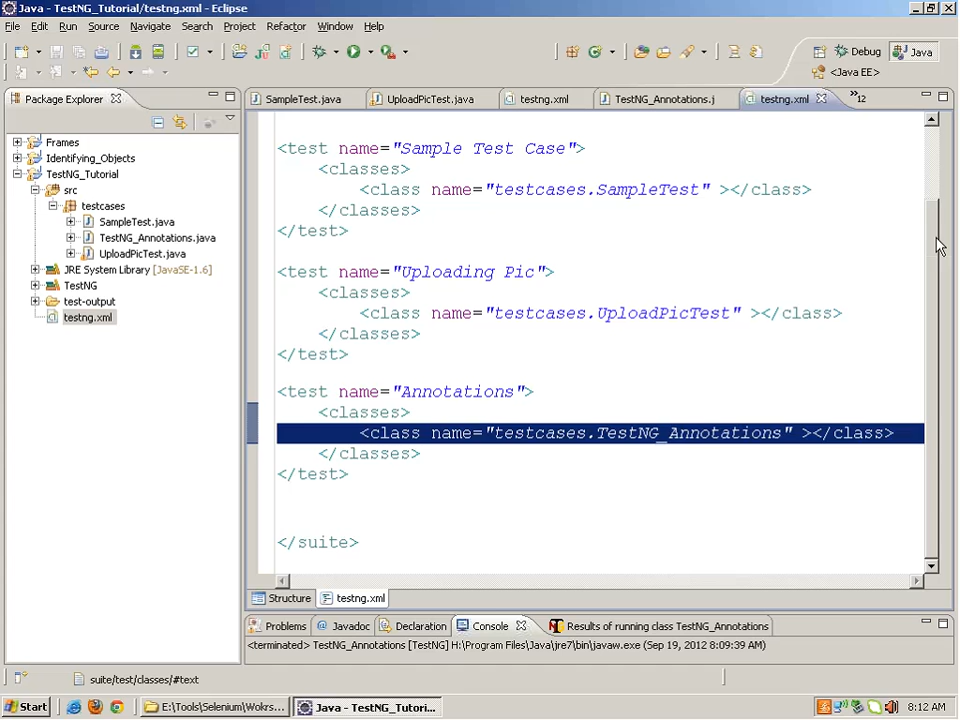 Java - TestNG_Tutorial/testng.xml - Eclipse
File Edit Run Source Navigate Search Project Refactor Window Help
Debug Java
<Java EE>
Package Explorer
SampleTest.java UploadPicTest.java testng.xml TestNG_Annotations.j testng.xml »12
Frames
Identifying_Objects
TestNG_Tutorial
src
testcases
SampleTest.java
TestNG_Annotations.java
UploadPicTest.java
JRE System Library [JavaSE-1.6]
TestNG
test-output
testng.xml
<test name="Sample Test Case">
<classes>
<class name="testcases.SampleTest" ></class>
</classes>
</test>
<test name="Uploading Pic">
<classes>
<class name="testcases.UploadPicTest" ></class>
</classes>
</test>
<test name="Annotations">
<classes>
<class name="testcases.TestNG_Annotations" ></class>
</classes>
</test>
</suite>
Structure testng.xml
Problems Javadoc Declaration Console Results of running class TestNG_Annotations
<terminated> TestNG_Annotations [TestNG] H:\Program Files\Java\jre7\bin\javaw.exe (Sep 19, 2012 8:09:39 AM)
suite/test/classes/#text
Start E:\Tools\Selenium\Wokrs... Java - TestNG_Tutori... 8:12 AM